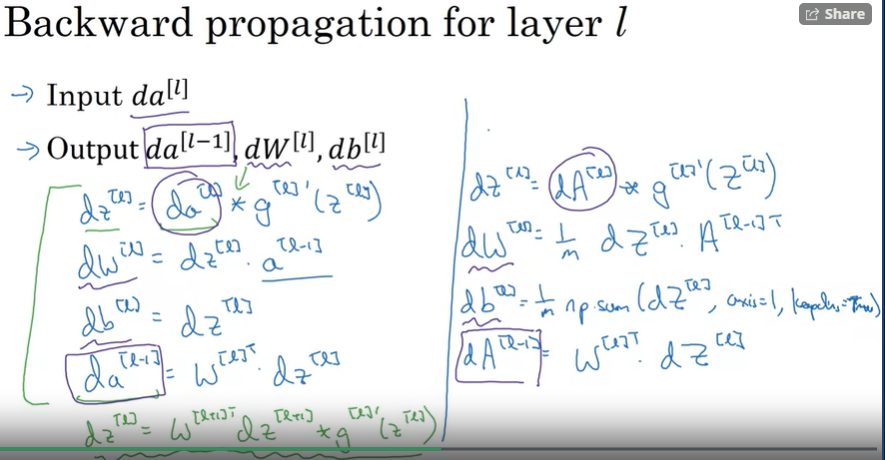 Backward propagation for layer l
Share
→ Input da^[l]
→ Output da^[l-1], dW^[l], db^[l]
dz^[l] = da^[l] * g^[l]'(z^[l])
dW^[l] = dz^[l] · a^[l-1]
db^[l] = dz^[l]
da^[l-1] = W^[l]T · dz^[l]
dz^[l] = W^[l+1]T dz^[l+1] * g^[l]'(z^[l])
dZ^[l] = dA^[l] * g^[l]'(Z^[l])
dW^[l] = 1/m dZ^[l] · A^[l-1]T
db^[l] = 1/m np.sum(dZ^[l], axis=1, keepdims=True)
dA^[l-1] = W^[l]T · dZ^[l]